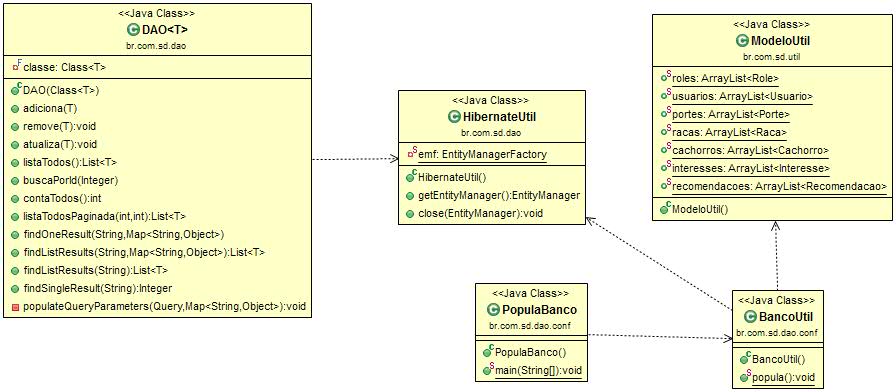 <<Java Class>>
DAO<T>
br.com.sd.dao
classe: Class<T>
DAO(Class<T>)
adiciona(T)
remove(T):void
atualiza(T):void
listaTodos():List<T>
buscaPorId(Integer)
contaTodos():int
listaTodosPaginada(int,int):List<T>
findOneResult(String,Map<String,Object>)
findListResults(String,Map<String,Object>):List<T>
findListResults(String):List<T>
findSingleResult(String):Integer
populateQueryParameters(Query,Map<String,Object>):void
<<Java Class>>
HibernateUtil
br.com.sd.dao
emf: EntityManagerFactory
HibernateUtil()
getEntityManager():EntityManager
close(EntityManager):void
<<Java Class>>
ModeloUtil
br.com.sd.util
roles: ArrayList<Role>
usuarios: ArrayList<Usuario>
portes: ArrayList<Porte>
racas: ArrayList<Raca>
cachorros: ArrayList<Cachorro>
interesses: ArrayList<Interesse>
recomendacoes: ArrayList<Recomendacao>
ModeloUtil()
<<Java Class>>
PopulaBanco
br.com.sd.dao.conf
PopulaBanco()
main(String[]):void
<<Java Class>>
BancoUtil
br.com.sd.dao.conf
BancoUtil()
popula():void